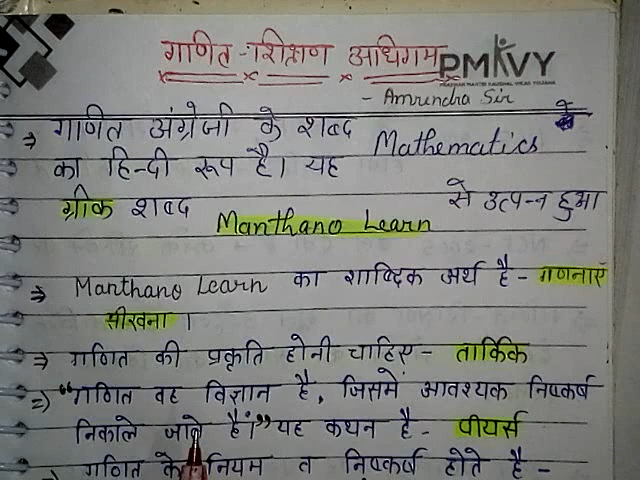 गणित-शिक्षण अधिगम
PMKVY
PRADHAN MANTRI KAUSHAL VIKAS YOJANA
- Amrundra Sir
⇒ गणित अंग्रेजी के शब्द Mathematics के
का हिन्दी रूप है। यह
ग्रीक शब्द Manthano Learn से उत्पन्न हुआ
⇒ Manthano Learn का शाब्दिक अर्थ है - गणनाएँ
सीखना ।
⇒ गणित की प्रकृति होनी चाहिए - तार्किक
⇒ "गणित वह विज्ञान है, जिसमें आवश्यक निष्कर्ष
निकाले जाते हैं।" यह कथन है - पीयर्स
गणित के नियम व निष्कर्ष होते है -